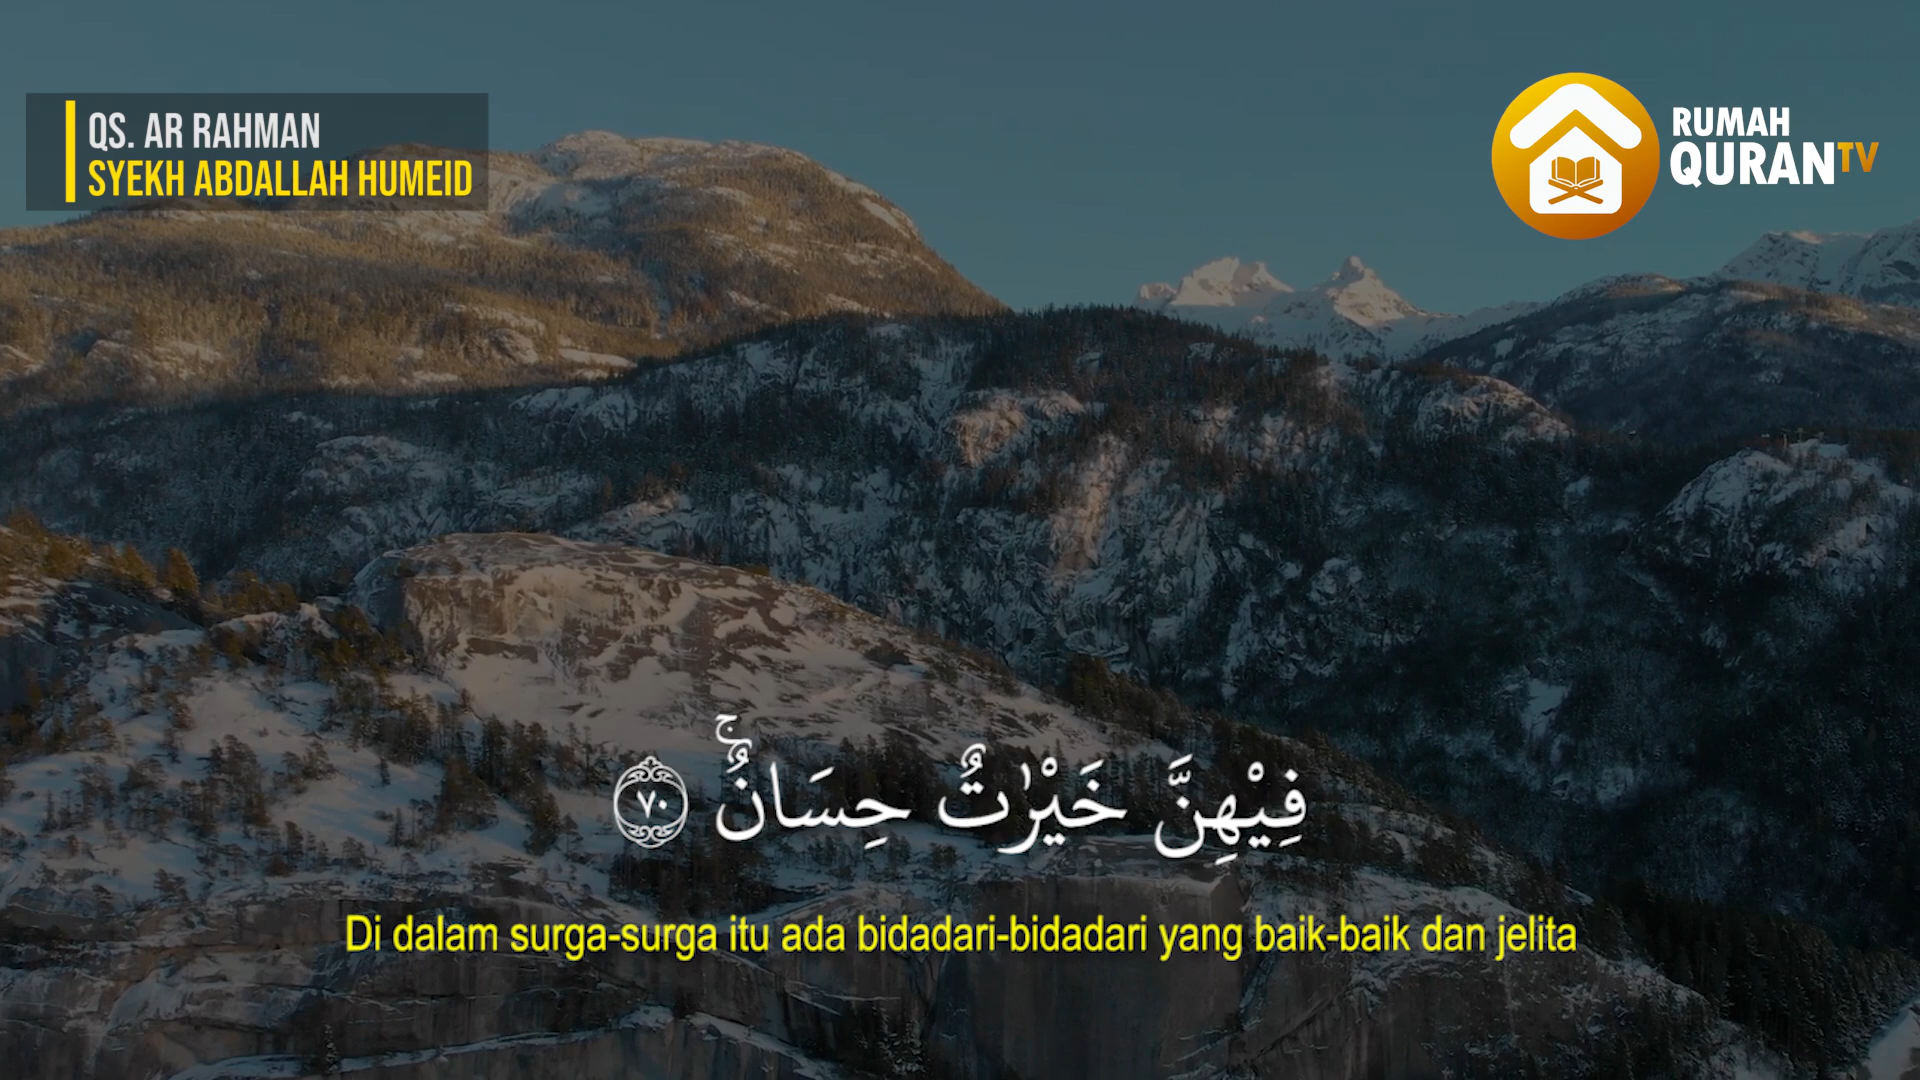 QS. AR RAHMAN
SYEKH ABDALLAH HUMEID
RUMAH
QURANTV
فِيْهِنَّ خَيْرٰتٌ حِسَانٌۚ ٧٠
Di dalam surga-surga itu ada bidadari-bidadari yang baik-baik dan jelita